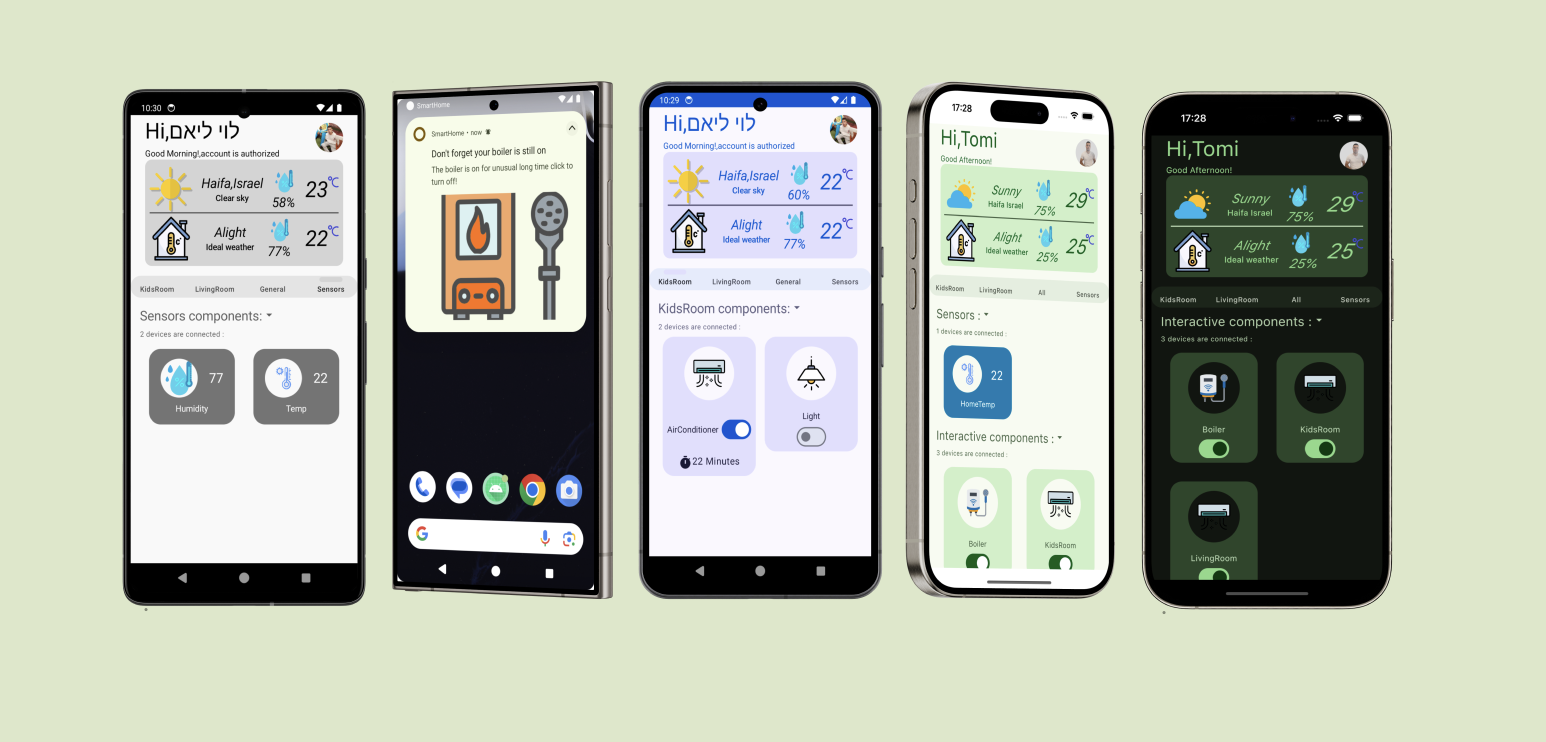 10:30
Hi,לוי ליאם
Good Morning!,account is authorized
Haifa,Israel
Clear sky
58%
23℃
Alight
Ideal weather
77%
22℃
KidsRoom LivingRoom General Sensors
Sensors components:
2 devices are connected :
77
Humidity
22
Temp
SmartHome
SmartHome • now
Don't forget your boiler is still on
The boiler is on for unusual long time click to
turn off!
G
10:29
Hi,לוי ליאם
Good Morning!,account is authorized
Haifa,Israel
Clear sky
60%
22℃
Alight
Ideal weather
77%
22℃
KidsRoom LivingRoom General Sensors
KidsRoom components:
2 devices are connected :
AirConditioner
22 Minutes
Light
17:28
Hi,Tomi
Good Afternoon!
Sunny
Haifa Israel
75%
29℃
Alight
Ideal weather
25%
25℃
KidsRoom LivingRoom All Sensors
Sensors :
1 devices are connected :
22
HomeTemp
Interactive components :
3 devices are connected :
Boiler
KidsRoom
17:28
Hi,Tomi
Good Afternoon!
Sunny
Haifa Israel
75%
29℃
Alight
Ideal weather
25%
25℃
KidsRoom LivingRoom All Sensors
Interactive components :
3 devices are connected :
Boiler
KidsRoom
LivingRoom